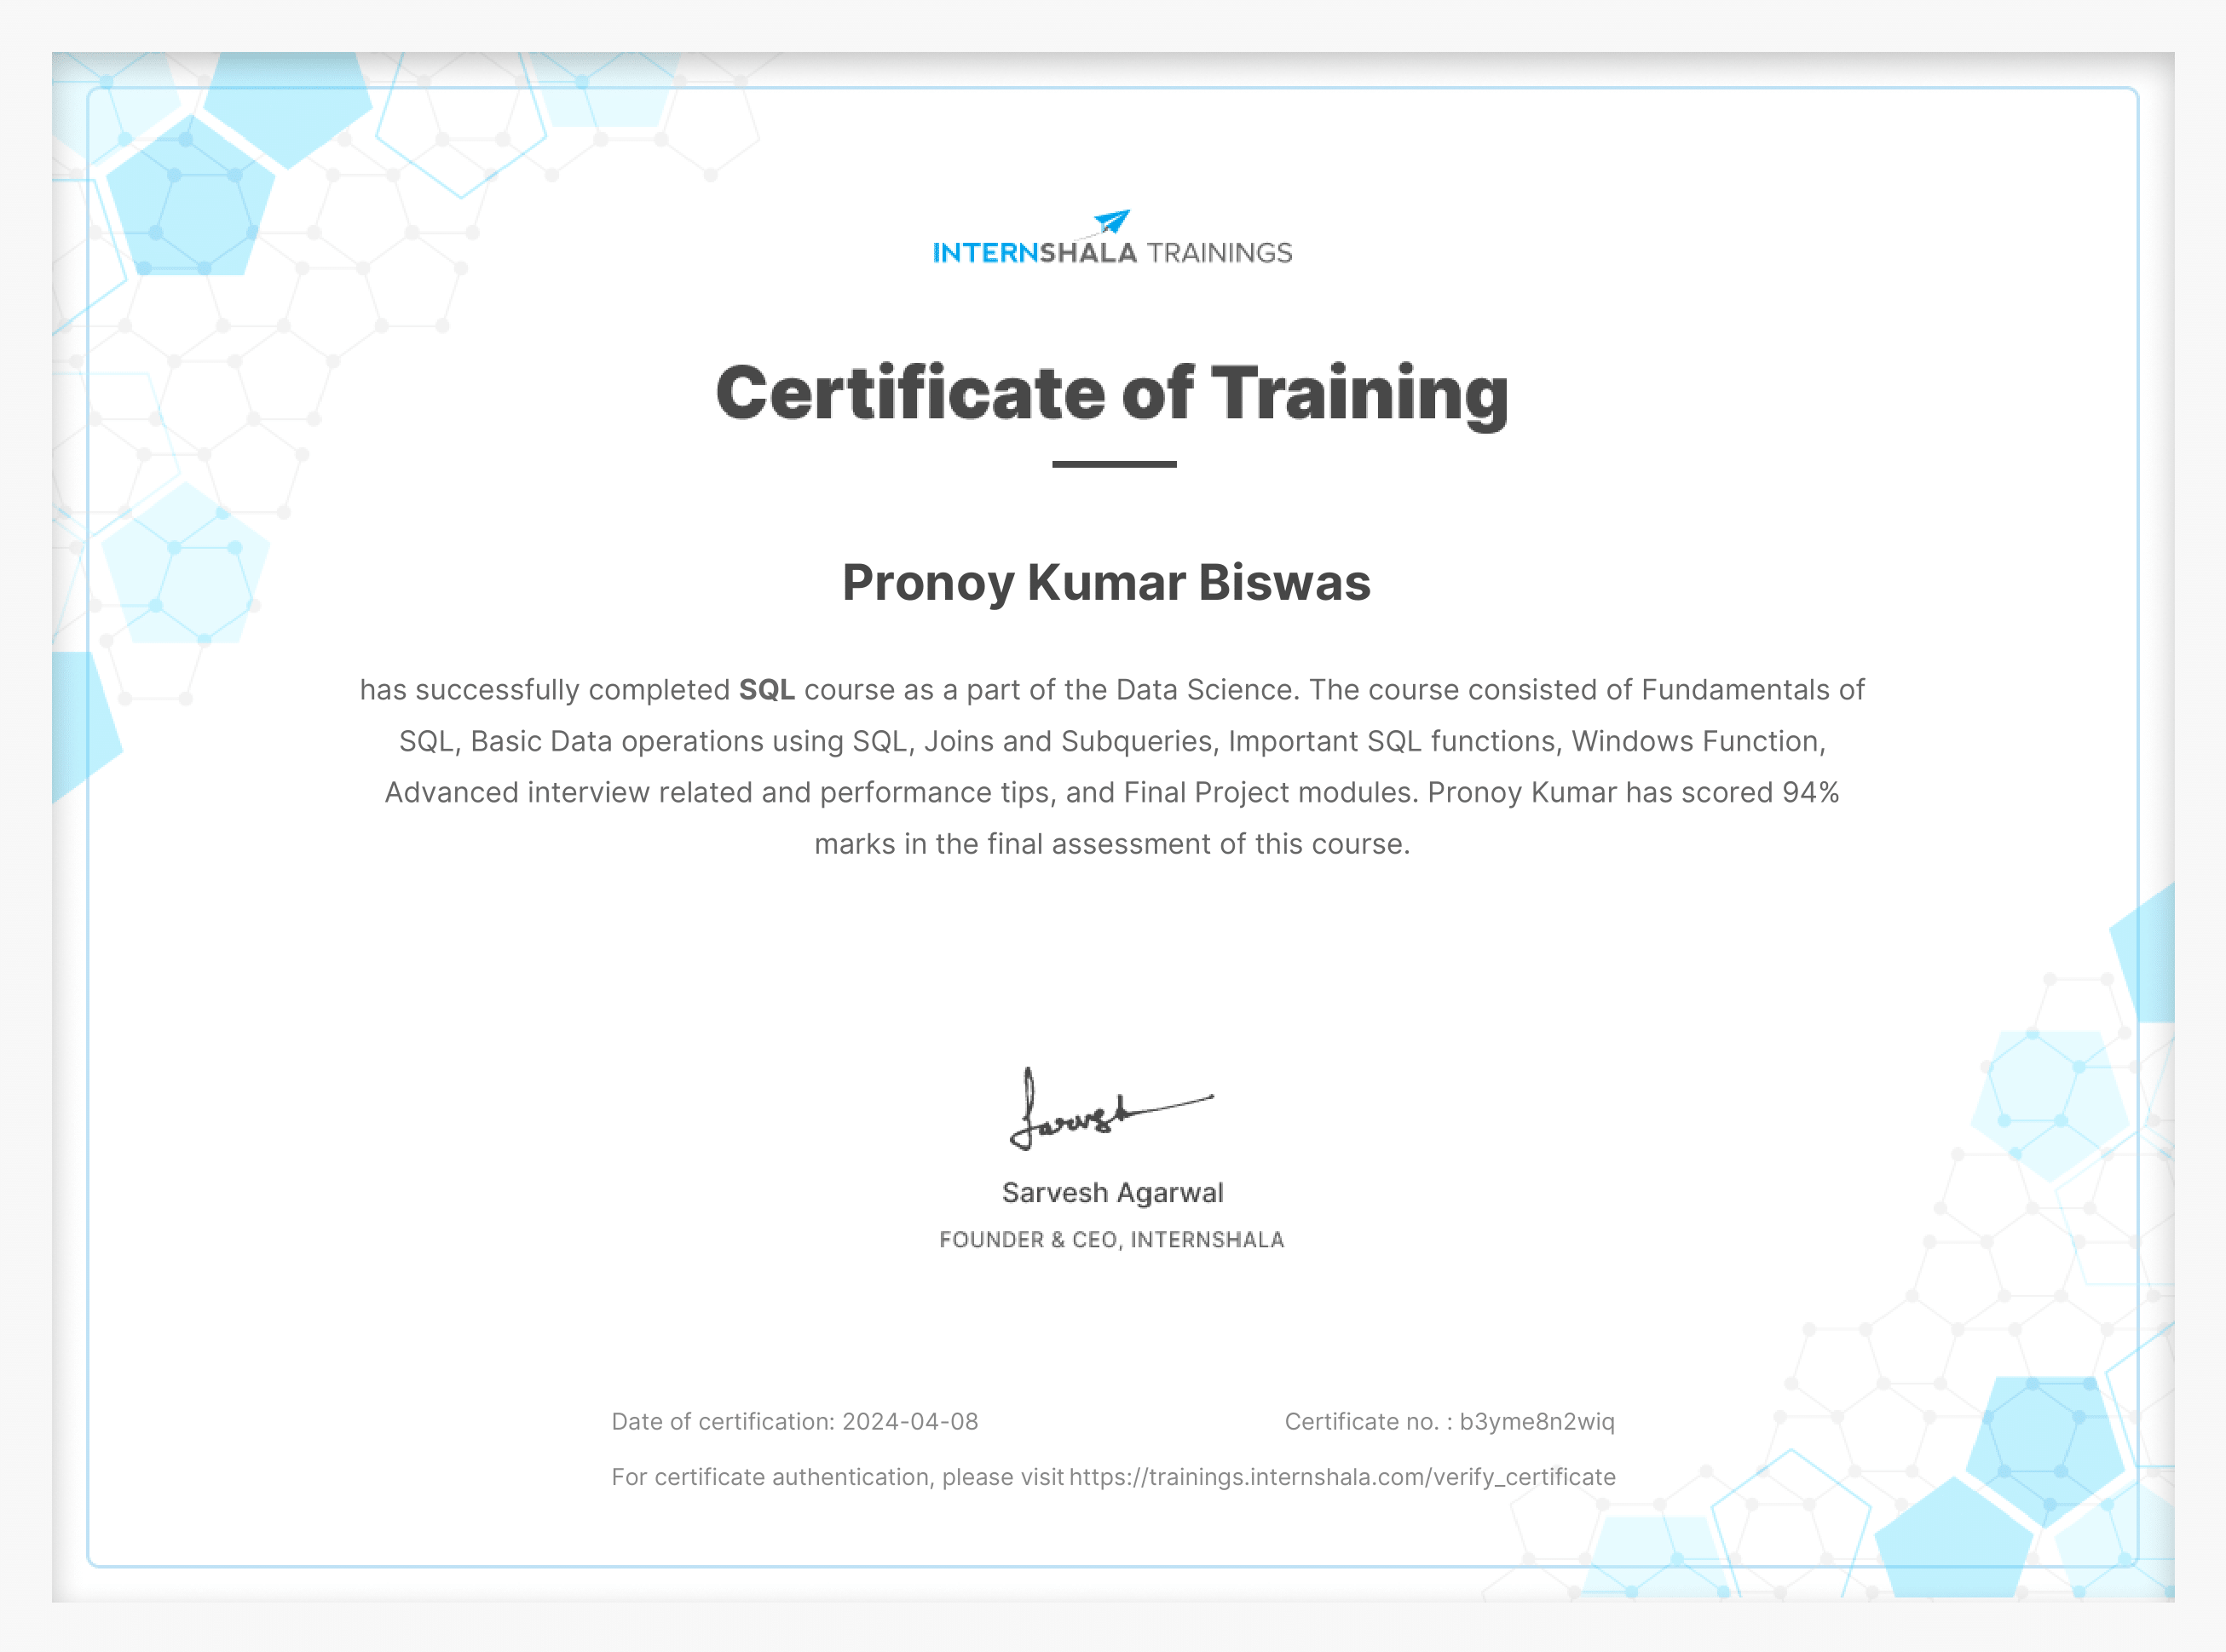 INTERNSHALA TRAININGS
Certificate of Training
Pronoy Kumar Biswas
has successfully completed SQL course as a part of the Data Science. The course consisted of Fundamentals of
SQL, Basic Data operations using SQL, Joins and Subqueries, Important SQL functions, Windows Function,
Advanced interview related and performance tips, and Final Project modules. Pronoy Kumar has scored 94%
marks in the final assessment of this course.
Sarvesh
Sarvesh Agarwal
FOUNDER & CEO, INTERNSHALA
Date of certification: 2024-04-08 Certificate no. : b3yme8n2wiq
For certificate authentication, please visit https://trainings.internshala.com/verify_certificate